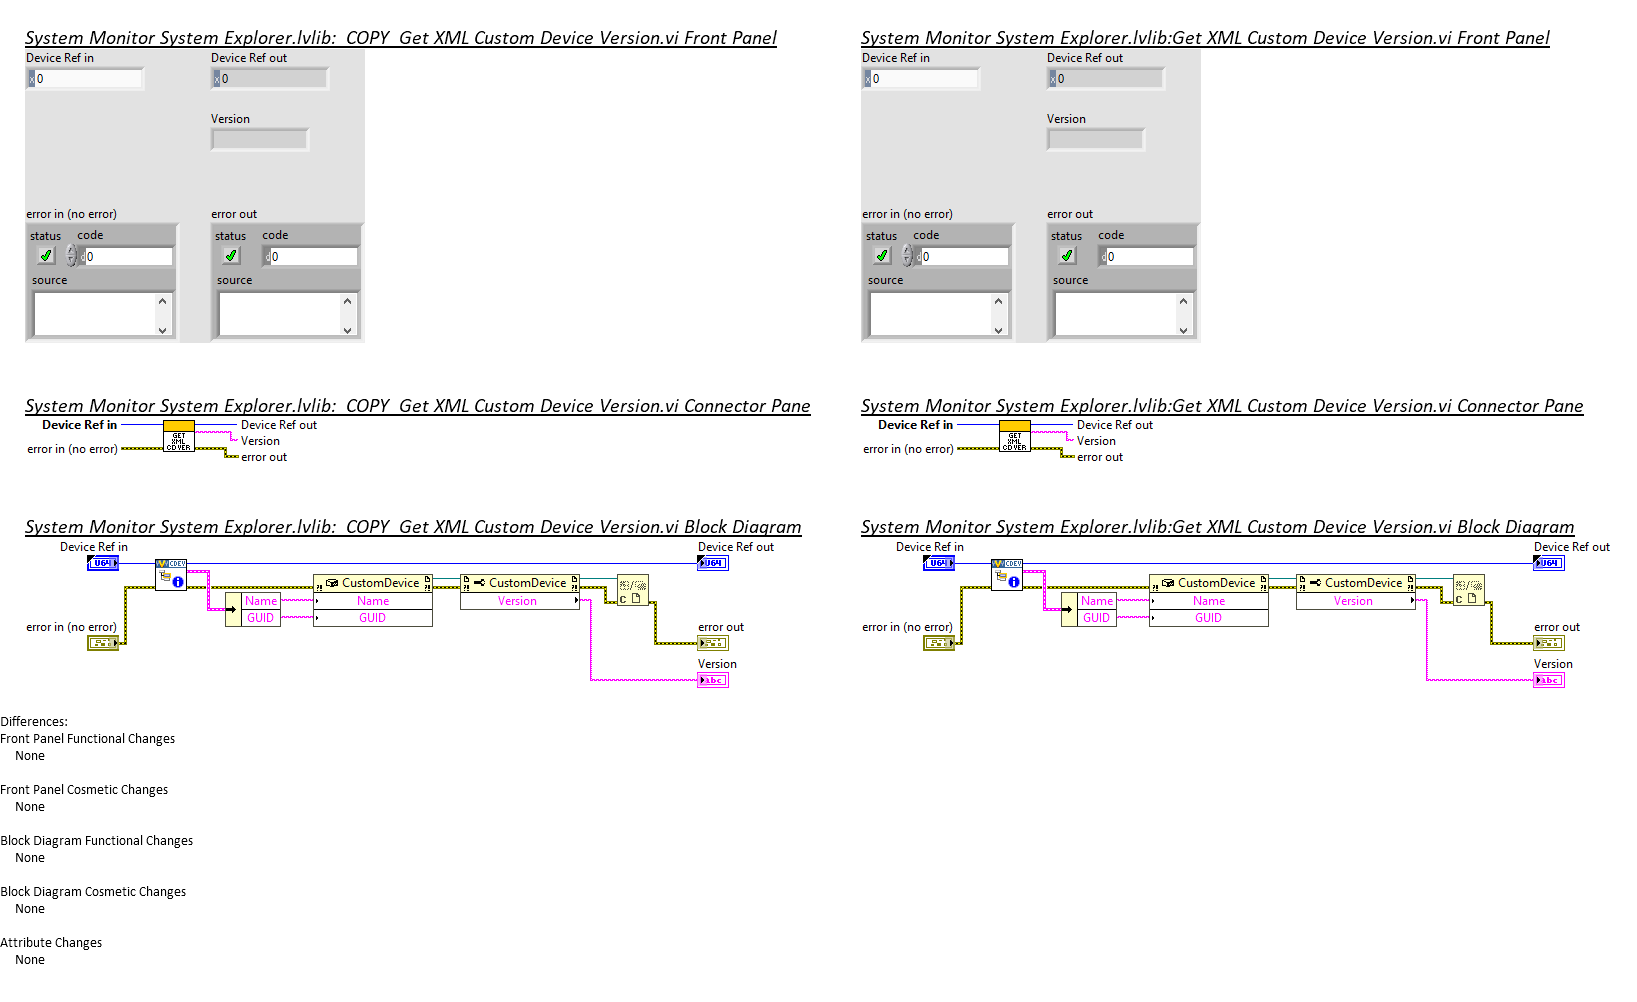 System Monitor System Explorer.lvlib:_COPY_Get XML Custom Device Version.vi Front Panel
Device Ref in
Device Ref out
x 0
x 0
Version
error in (no error)
error out
status
code
status
code
d 0
d 0
source
source
System Monitor System Explorer.lvlib:Get XML Custom Device Version.vi Front Panel
Device Ref in
Device Ref out
x 0
x 0
Version
error in (no error)
error out
status
code
status
code
d 0
d 0
source
source
System Monitor System Explorer.lvlib:_COPY_Get XML Custom Device Version.vi Connector Pane
Device Ref in
Device Ref out
GET
XML
CD VER
Version
error in (no error)
error out
System Monitor System Explorer.lvlib:Get XML Custom Device Version.vi Connector Pane
Device Ref in
Device Ref out
GET
XML
CD VER
Version
error in (no error)
error out
System Monitor System Explorer.lvlib:_COPY_Get XML Custom Device Version.vi Block Diagram
Device Ref in
Device Ref out
U64
CDEV
U64
CustomDevice
CustomDevice
Name
Name
Version
C
GUID
GUID
error in (no error)
error out
Version
abc
System Monitor System Explorer.lvlib:Get XML Custom Device Version.vi Block Diagram
Device Ref in
Device Ref out
U64
CDEV
U64
CustomDevice
CustomDevice
Name
Name
Version
C
GUID
GUID
error in (no error)
error out
Version
abc
Differences:
Front Panel Functional Changes
None
Front Panel Cosmetic Changes
None
Block Diagram Functional Changes
None
Block Diagram Cosmetic Changes
None
Attribute Changes
None